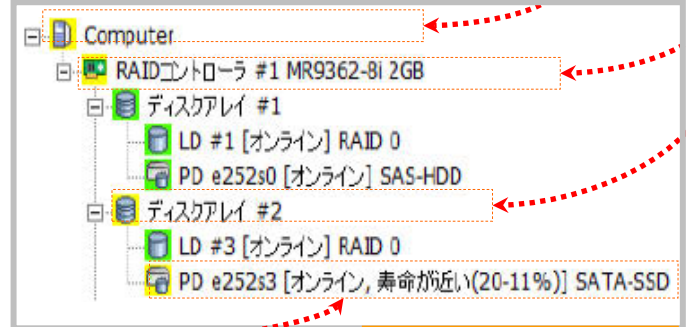 Computer
RAIDコントローラ #1 MR9362-8i 2GB
ディスクアレイ #1
LD #1 [オンライン] RAID 0
PD e252s0 [オンライン] SAS-HDD
ディスクアレイ #2
LD #3 [オンライン] RAID 0
PD e252s3 [オンライン, 寿命が近い(20-11%)] SATA-SSD